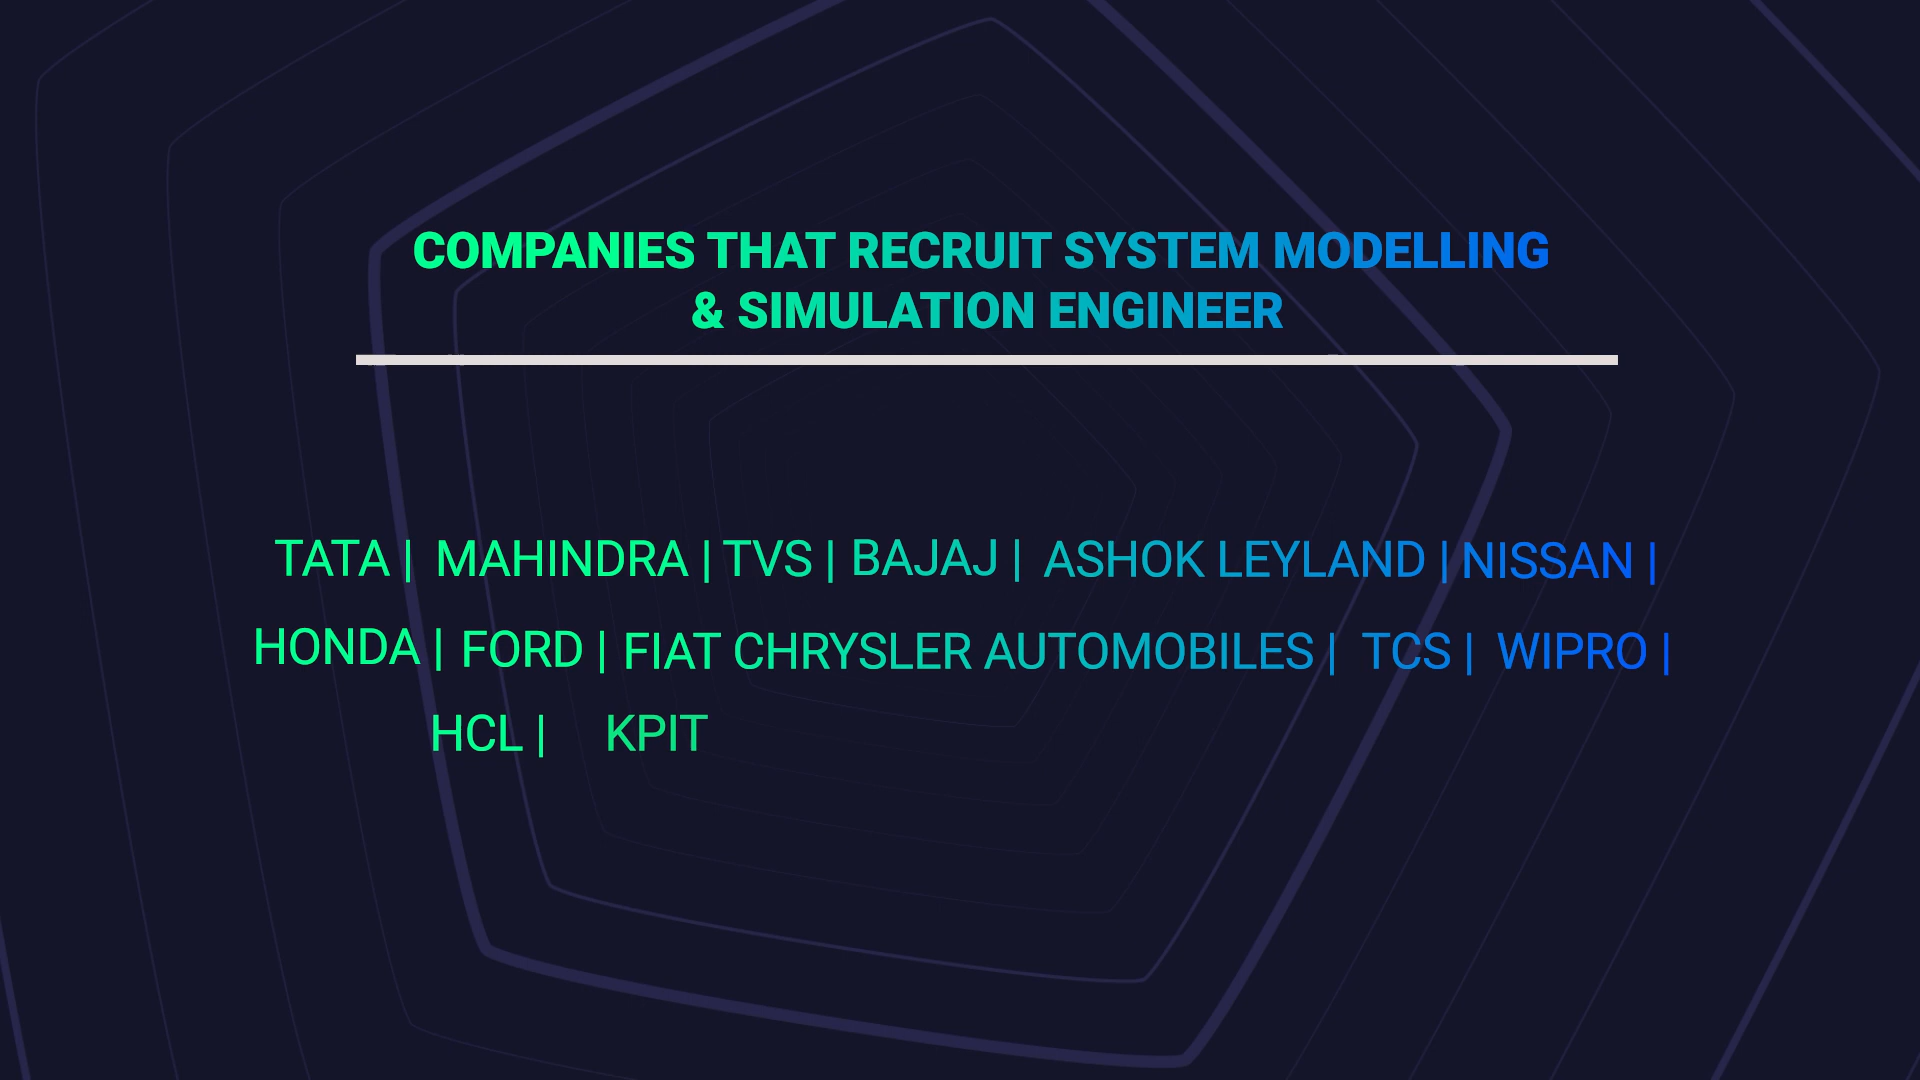 COMPANIES THAT RECRUIT SYSTEM MODELLING
& SIMULATION ENGINEER
TATA | MAHINDRA | TVS | BAJAJ | ASHOK LEYLAND | NISSAN |
HONDA | FORD | FIAT CHRYSLER AUTOMOBILES | TCS | WIPRO |
HCL | KPIT